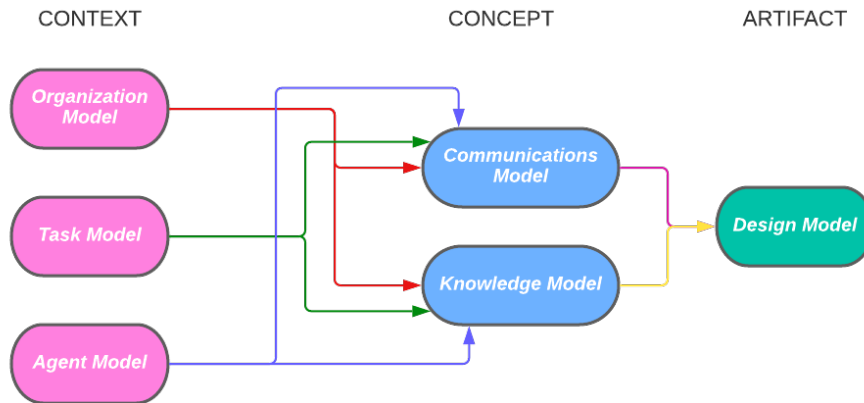 CONTEXT
CONCEPT
ARTIFACT
Organization
Model
Communications
Model
Task Model
Design Model
Knowledge Model
Agent Model